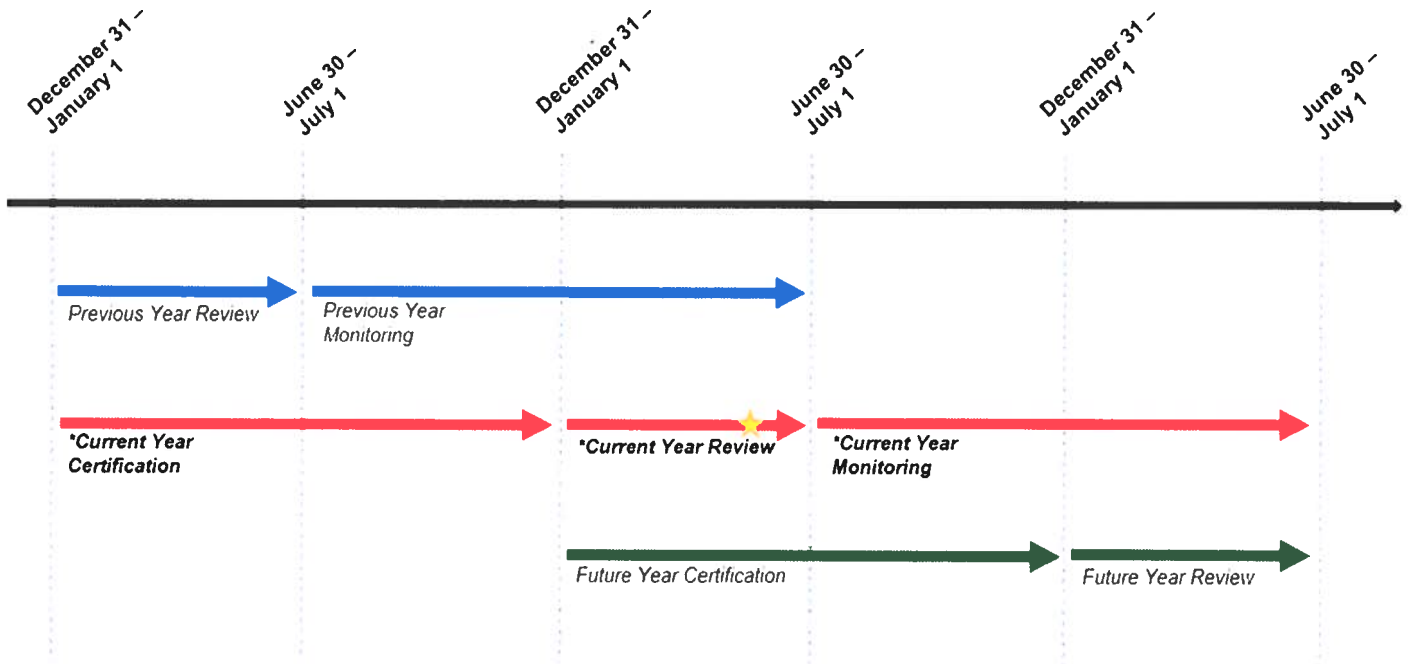 December 31 –
January 1
June 30 –
July 1
December 31 –
January 1
June 30 –
July 1
December 31 –
January 1
June 30 –
July 1
Previous Year Review
Previous Year
Monitoring
*Current Year
Certification
*Current Year Review
*Current Year
Monitoring
Future Year Certification
Future Year Review